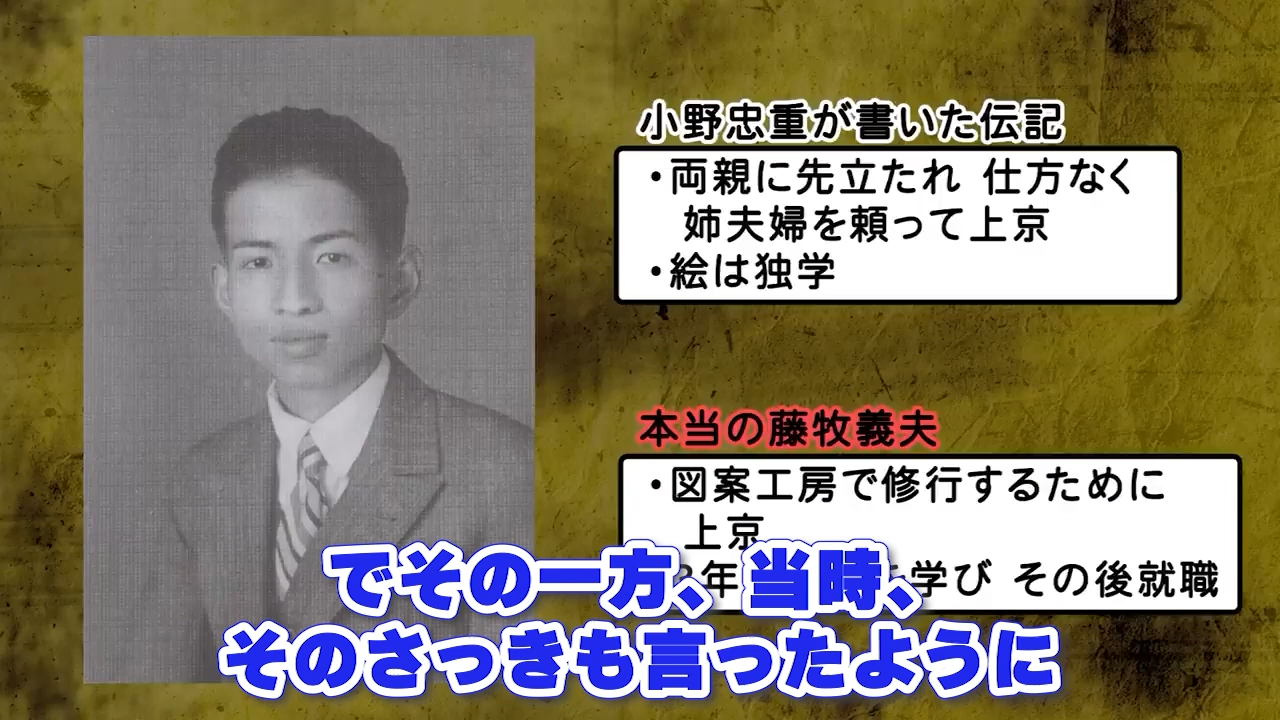 小野忠重が書いた伝記
・両親に先立たれ 仕方なく
姉夫婦を頼って上京
・絵は独学
本当の藤牧義夫
・図案工房で修行するために
上京
年 学び その後就職
でその一方、当時、
そのさっきも言ったように